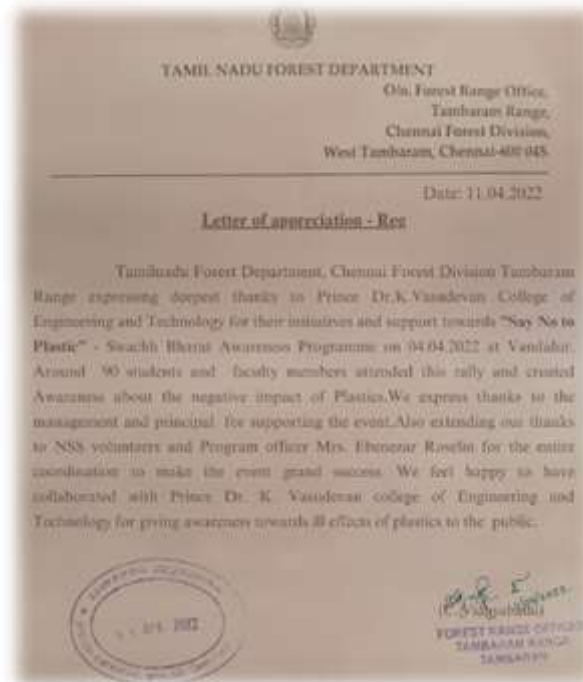 TAMIL NADU FOREST DEPARTMENT
O/o. Forest Range Office,
Tambaram Range,
Chennai Forest Division,
West Tambaram, Chennai-600 045.
Date: 11.04.2022
Letter of appreciation - Reg
Tamilnadu Forest Department, Chennai Forest Division Tambaram
Range expressing deepest thanks to Prince Dr.K.Vasudevan College of
Engineering and Technology for their initiatives and support towards "Say No to
Plastic" - Swachh Bharat Awareness Programme on 04.04.2022 at Vandalur.
Around 90 students and faculty members attended this rally and created
Awareness about the negative impact of Plastics.We express thanks to the
management and principal for supporting the event.Also extending our thanks
to NSS volunteers and Program officer Mrs. Ebenezar Roselin for the entire
coordination to make the event grand success. We feel happy to have
collaborated with Prince Dr. K. Vasudevan college of Engineering and
Technology for giving awareness towards ill effects of plastics to the public.
APR 2022
FOREST RANGE OFFICER
TAMBARAM RANGE
TAMBARAM